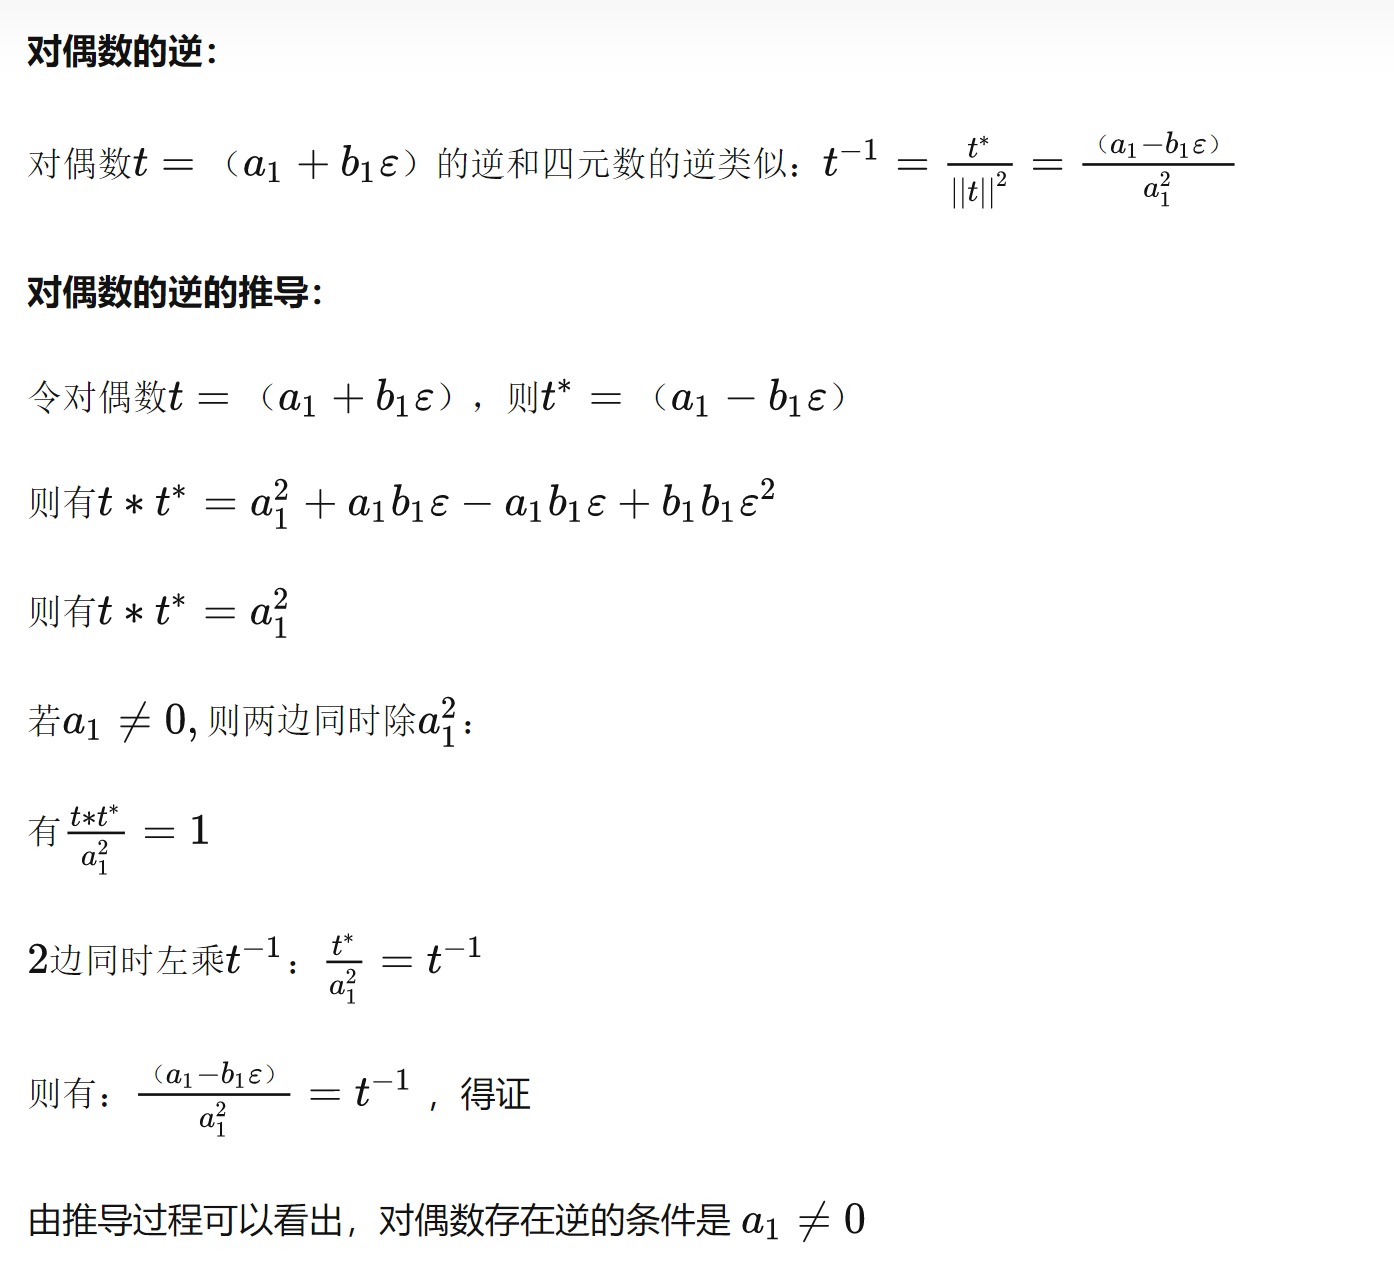 对偶数的逆：
对偶数$t = （a_1 + b_1\varepsilon）$的逆和四元数的逆类似：$t^{-1} = \frac{t^*}{||t||^2} = \frac{（a_1 - b_1\varepsilon）}{a_1^2}$
对偶数的逆的推导：
令对偶数$t = （a_1 + b_1\varepsilon）$，则$t^* = （a_1 - b_1\varepsilon）$
则有$t * t^* = a_1^2 + a_1b_1\varepsilon - a_1b_1\varepsilon + b_1b_1\varepsilon^2$
则有$t * t^* = a_1^2$
若$a_1 \neq 0,$则两边同时除$a_1^2$：
有$\frac{t*t^*}{a_1^2} = 1$
2边同时左乘$t^{-1}$：$\frac{t^*}{a_1^2} = t^{-1}$
则有：$\frac{（a_1 - b_1\varepsilon）}{a_1^2} = t^{-1}$，得证
由推导过程可以看出，对偶数存在逆的条件是 $a_1 \neq 0$